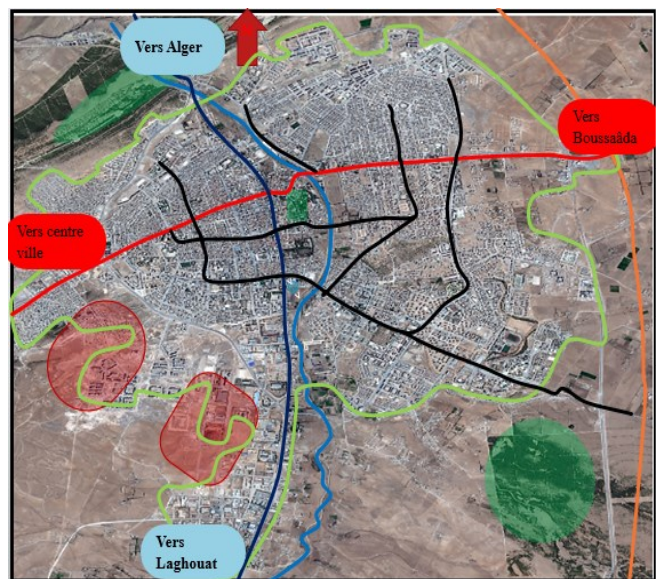 Vers Alger
Vers
Boussaâda
Vers centre
ville
Vers
Laghouat